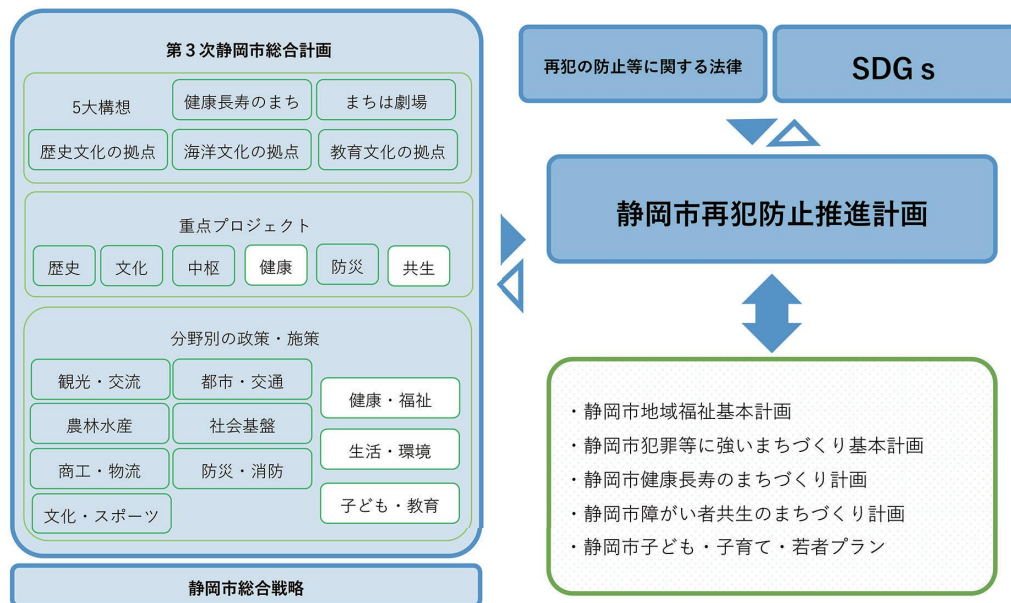 第３次静岡市総合計画
5大構想
健康長寿のまち
まちは劇場
歴史文化の拠点
海洋文化の拠点
教育文化の拠点
重点プロジェクト
歴史
文化
中枢
健康
防災
共生
分野別の政策・施策
観光・交流
都市・交通
健康・福祉
農林水産
社会基盤
生活・環境
商工・物流
防災・消防
子ども・教育
文化・スポーツ
静岡市総合戦略
再犯の防止等に関する法律
SDGｓ
静岡市再犯防止推進計画
・静岡市地域福祉基本計画
・静岡市犯罪等に強いまちづくり基本計画
・静岡市健康長寿のまちづくり計画
・静岡市障がい者共生のまちづくり計画
・静岡市子ども・子育て・若者プラン